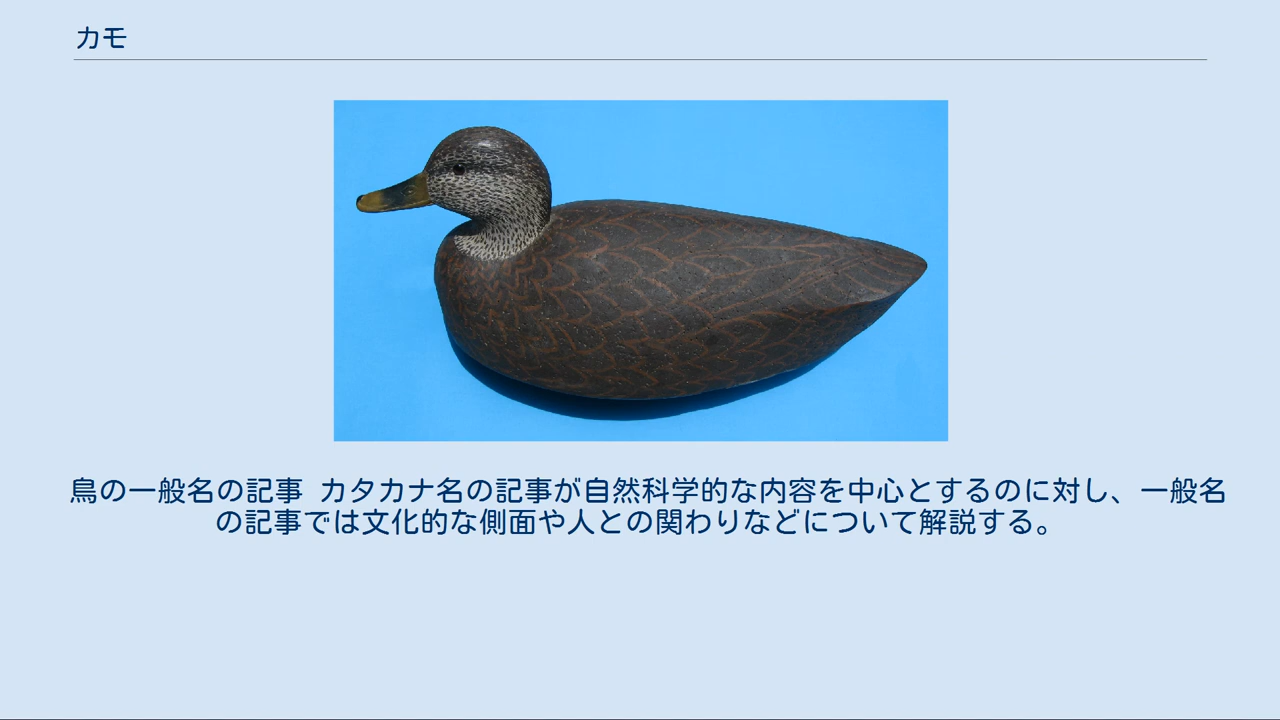 カモ
鳥の一般名の記事 カタカナ名の記事が自然科学的な内容を中心とするのに対し、一般名
の記事では文化的な側面や人との関わりなどについて解説する。